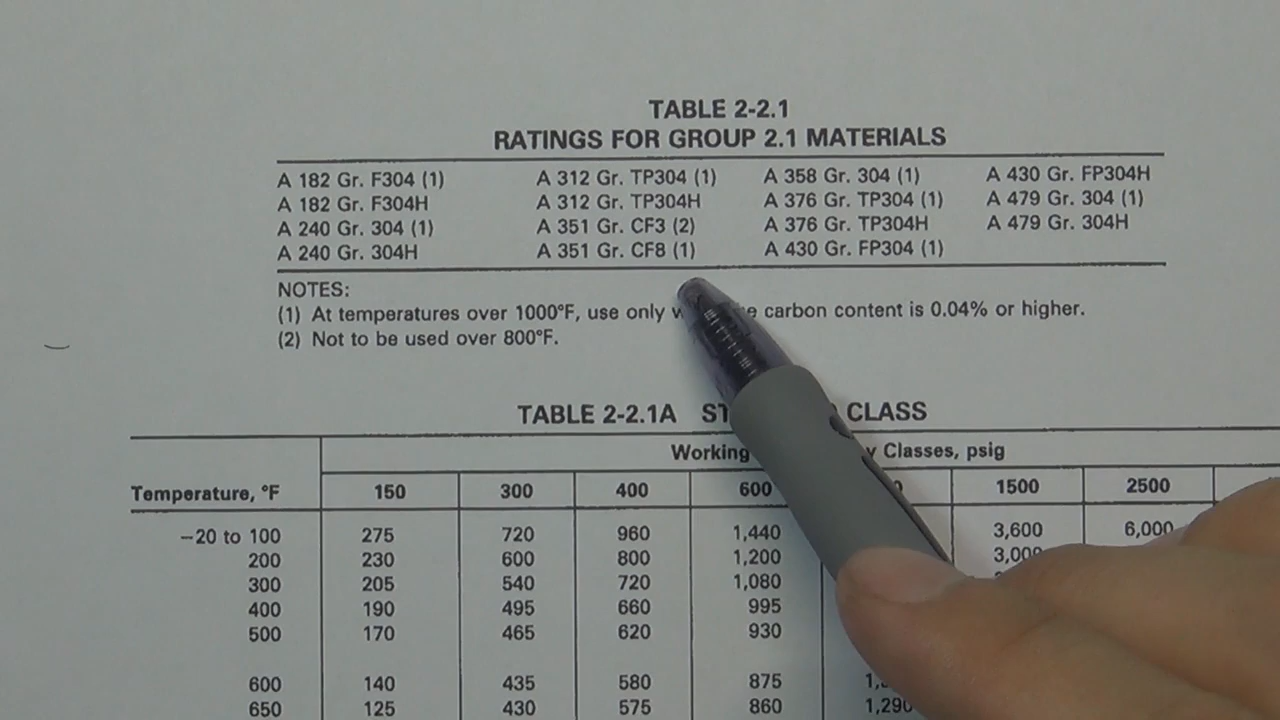 TABLE 2-2.1
RATINGS FOR GROUP 2.1 MATERIALS
A 182 Gr. F304 (1) A 312 Gr. TP304 (1) A 358 Gr. 304 (1) A 430 Gr. FP304H
A 182 Gr. F304H A 312 Gr. TP304H A 376 Gr. TP304 (1) A 479 Gr. 304 (1)
A 240 Gr. 304 (1) A 351 Gr. CF3 (2) A 376 Gr. TP304H A 479 Gr. 304H
A 240 Gr. 304H A 351 Gr. CF8 (1) A 430 Gr. FP304 (1)
NOTES:
(1) At temperatures over 1000°F, use only carbon content is 0.04% or higher.
(2) Not to be used over 800°F.
TABLE 2-2.1A CLASS
Working Classes, psig
Temperature, °F 150 300 400 600 1500 2500
−20 to 100 275 720 960 1,440 3,600 6,000
200 230 600 800 1,200
300 205 540 720 1,080
400 190 495 660 995
500 170 465 620 930
600 140 435 580 875
650 125 430 575 860 1,290